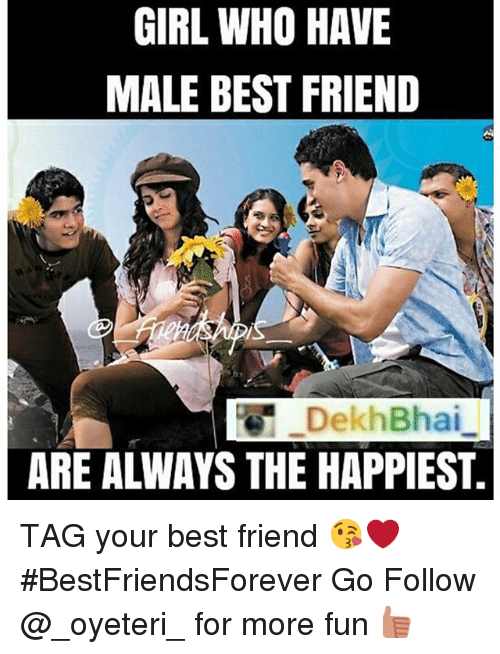 GIRL WHO HAVE
MALE BEST FRIEND
@_friendshpis__
_DekhBhai_
ARE ALWAYS THE HAPPIEST.
TAG your best friend 😘❤
#BestFriendsForever Go Follow
@_oyeteri_ for more fun 👍🏽